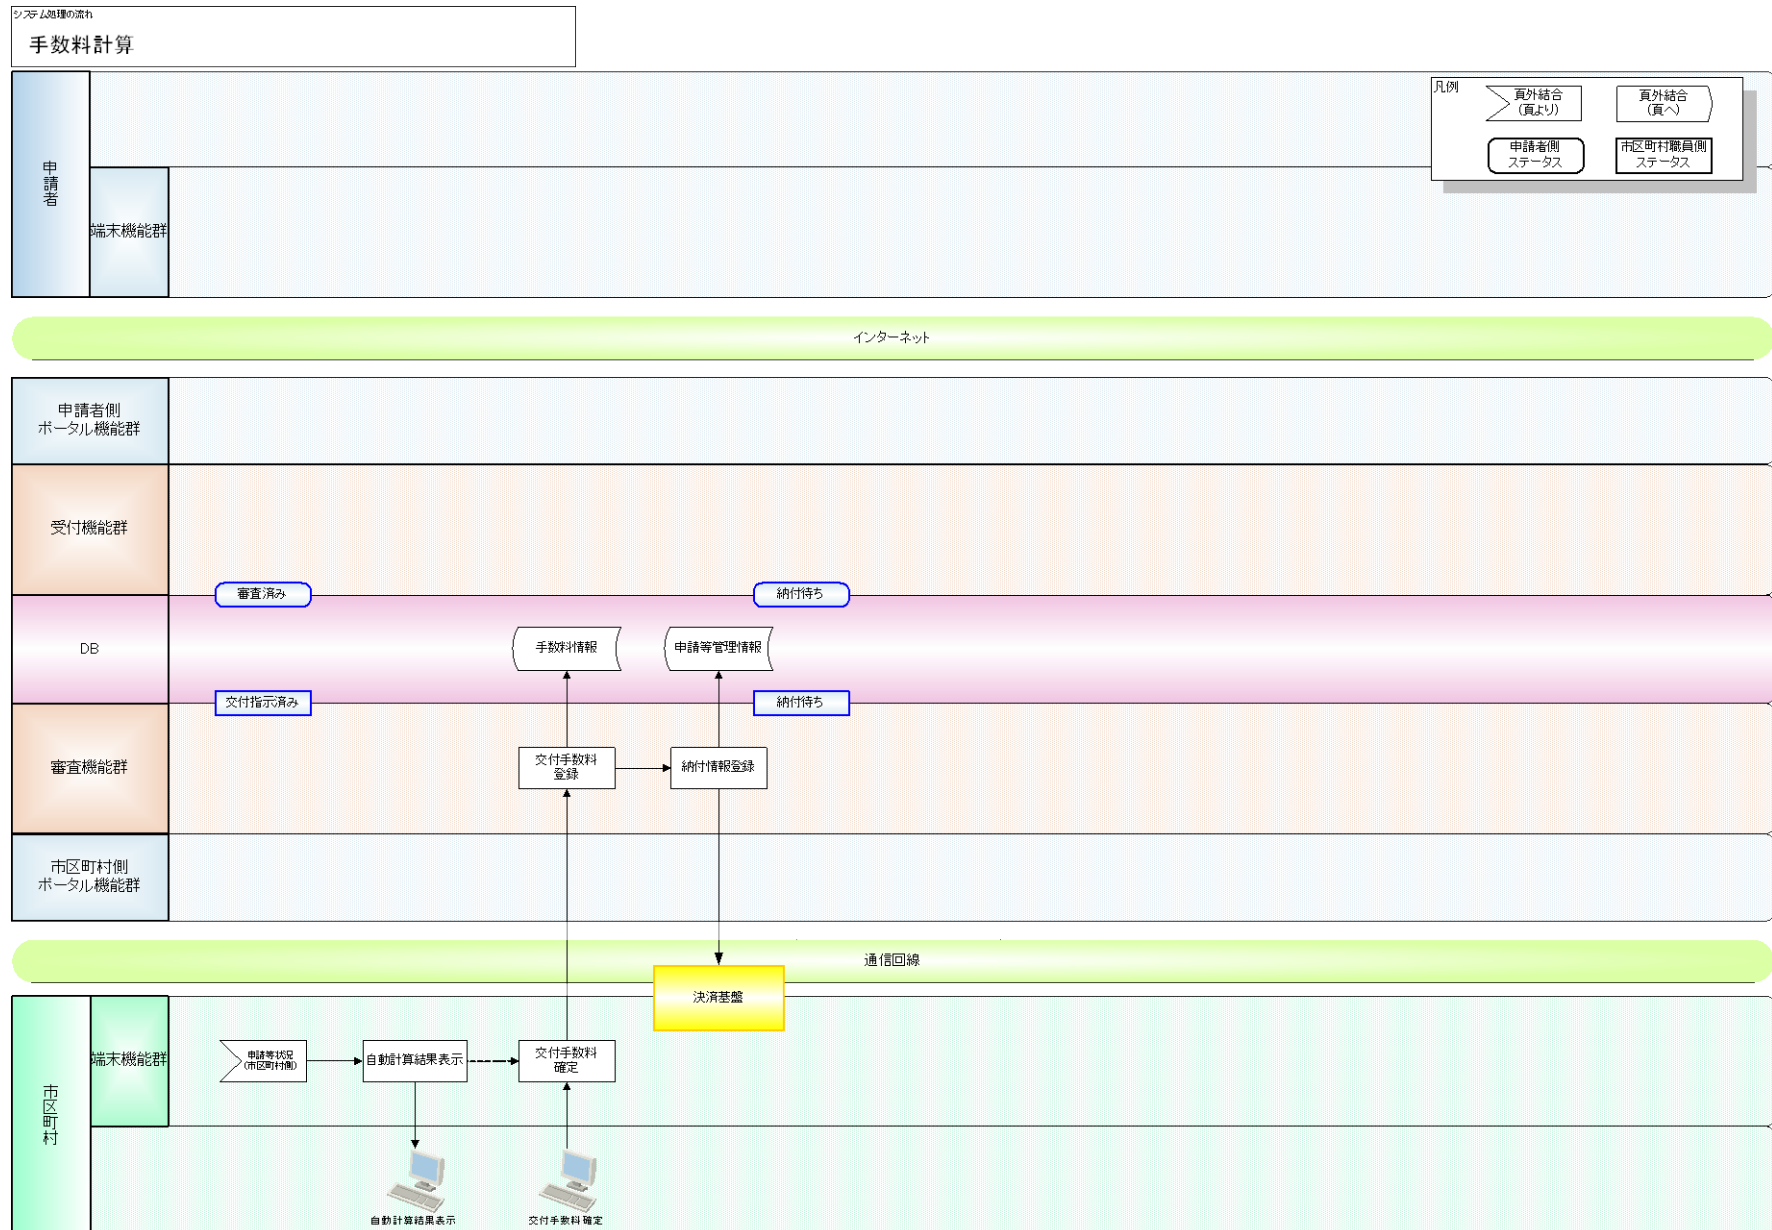 システム処理の流れ
手数料計算
凡例
頁外結合
(頁より)
頁外結合
(頁へ)
申請者側
ステータス
市区町村職員側
ステータス
申請者
端末機能群
インターネット
申請者側
ポータル機能群
受付機能群
審査済み
納付待ち
DB
手数料情報
申請等管理情報
交付指示済み
納付待ち
審査機能群
交付手数料
登録
納付情報登録
市区町村側
ポータル機能群
通信回線
決済基盤
市区町村
端末機能群
申請等状況
(市区町村側)
自動計算結果表示
交付手数料
確定
自動計算結果表示
交付手数料確定